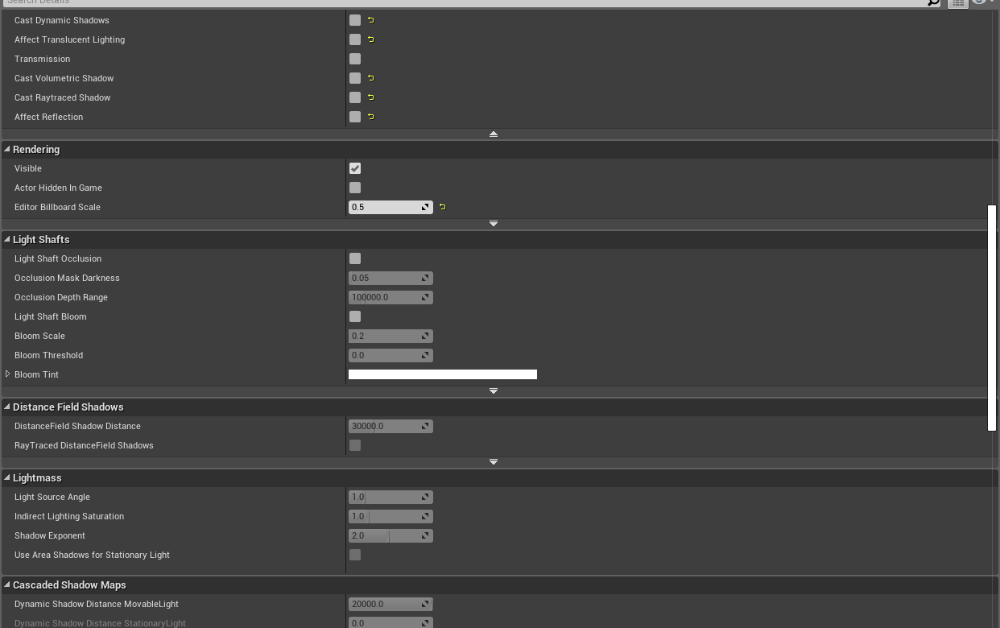 Search Details
Cast Dynamic Shadows
Affect Translucent Lighting
Transmission
Cast Volumetric Shadow
Cast Raytraced Shadow
Affect Reflection
Rendering
Visible
Actor Hidden In Game
Editor Billboard Scale 0.5
Light Shafts
Light Shaft Occlusion
Occlusion Mask Darkness 0.05
Occlusion Depth Range 100000.0
Light Shaft Bloom
Bloom Scale 0.2
Bloom Threshold 0.0
Bloom Tint
Distance Field Shadows
DistanceField Shadow Distance 30000.0
RayTraced DistanceField Shadows
Lightmass
Light Source Angle 1.0
Indirect Lighting Saturation 1.0
Shadow Exponent 2.0
Use Area Shadows for Stationary Light
Cascaded Shadow Maps
Dynamic Shadow Distance MovableLight 20000.0
Dynamic Shadow Distance StationaryLight 0.0